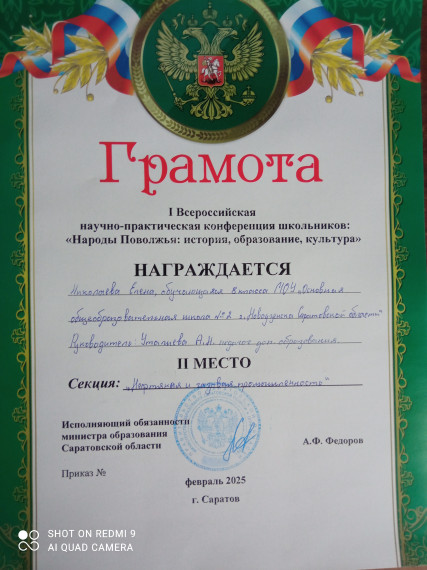 Грамота
I Всероссийская
научно-практическая конференция школьников:
«Народы Поволжья: история, образование, культура»
НАГРАЖДАЕТСЯ
Николаева Елена, обучающаяся 8 класса МОУ „Основная
общеобразовательная школа №2 г. Новоузенска Саратовской области"
Руководитель: А.М. педагог доп. образования
II МЕСТО
Секция: „Нефтяная и газовая промышленность"
Исполняющий обязанности
министра образования
Саратовской области
А.Ф. Федоров
Приказ №
февраль 2025
г. Саратов
SHOT ON REDMI 9
AI QUAD CAMERA